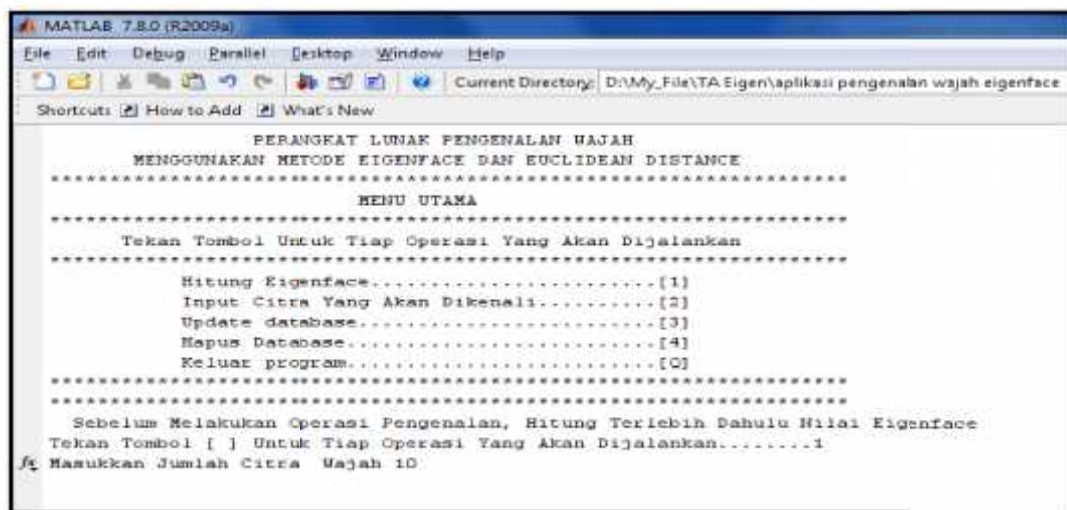 MATLAB 7.8.0 (R2009a)
File Edit Debug Parallel Desktop Window Help
Current Directory: D:\My_File\TA Eigen\aplikasi pengenalan wajah eigenface
Shortcuts How to Add What's New
PERANGKAT LUNAK PENGENALAN WAJAH
MENGGUNAKAN METODE EIGENFACE DAN EUCLIDEAN DISTANCE
*******************************************************************
MENU UTAMA
*******************************************************************
Tekan Tombol Untuk Tiap Operasi Yang Akan Dijalankan
*******************************************************************
Hitung Eigenface........................[1]
Input Citra Yang Akan Dikenali..........[2]
Update database.........................[3]
Hapus Database..........................[4]
Keluar program..........................[0]
*******************************************************************
*******************************************************************
Sebelum Melakukan Operasi Pengenalan, Hitung Terlebih Dahulu Nilai Eigenface
Tekan Tombol [ ] Untuk Tiap Operasi Yang Akan Dijalankan........1
fx Masukkan Jumlah Citra Wajah 10